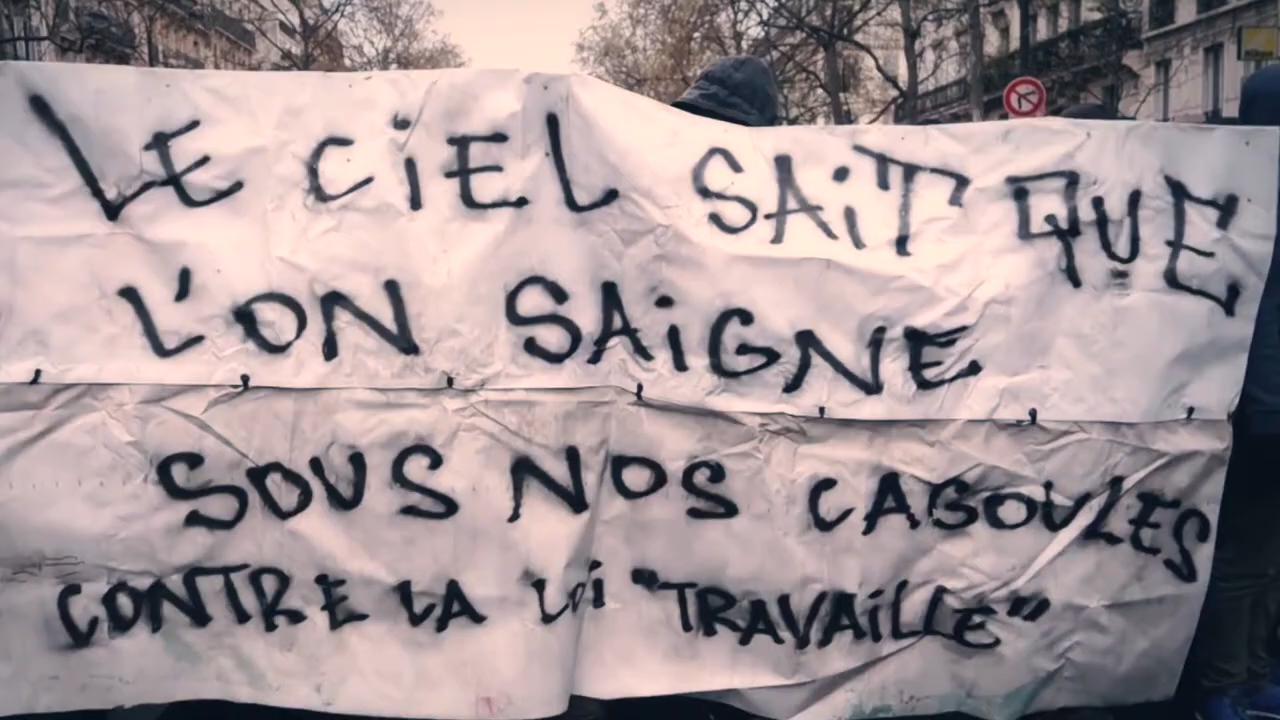 LE CiEL SAiT QUE
L'ON SAiGNE
SOUS NOS CAGOULES
CONTRE LA Loi "TRAVAiLLE"